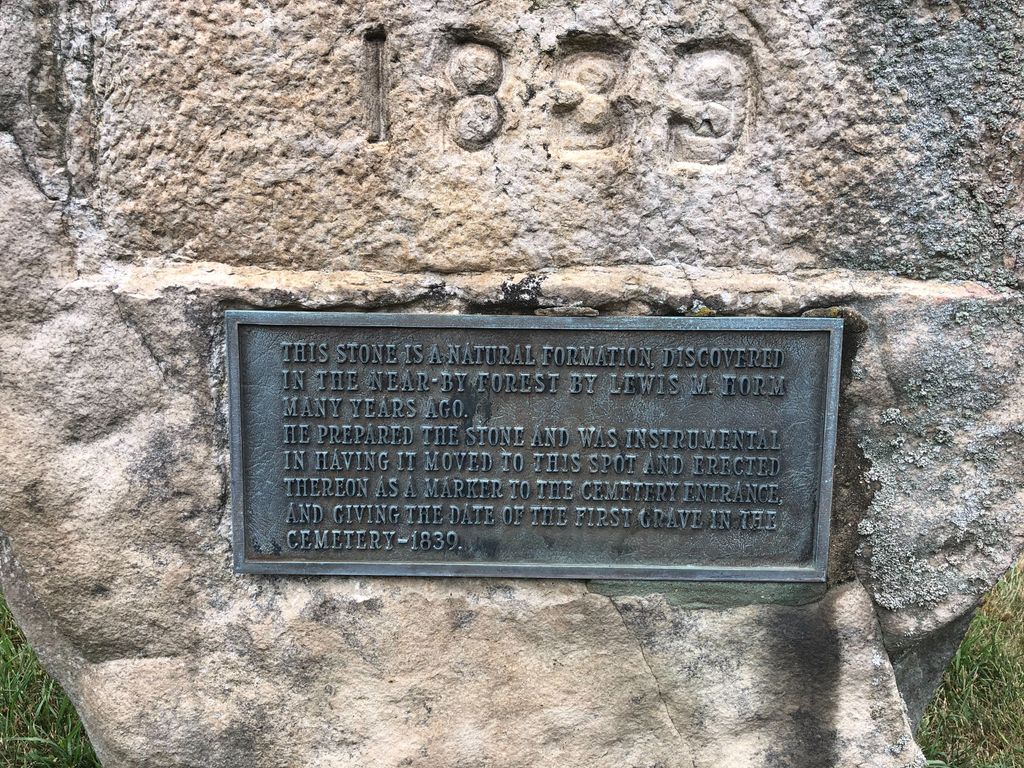 1839
THIS STONE IS A NATURAL FORMATION, DISCOVERED
IN THE NEAR-BY FOREST BY LEWIS M. HORM
MANY YEARS AGO.
HE PREPARED THE STONE AND WAS INSTRUMENTAL
IN HAVING IT MOVED TO THIS SPOT AND ERECTED
THEREON AS A MARKER TO THE CEMETERY ENTRANCE,
AND GIVING THE DATE OF THE FIRST GRAVE IN THE
CEMETERY-1839.